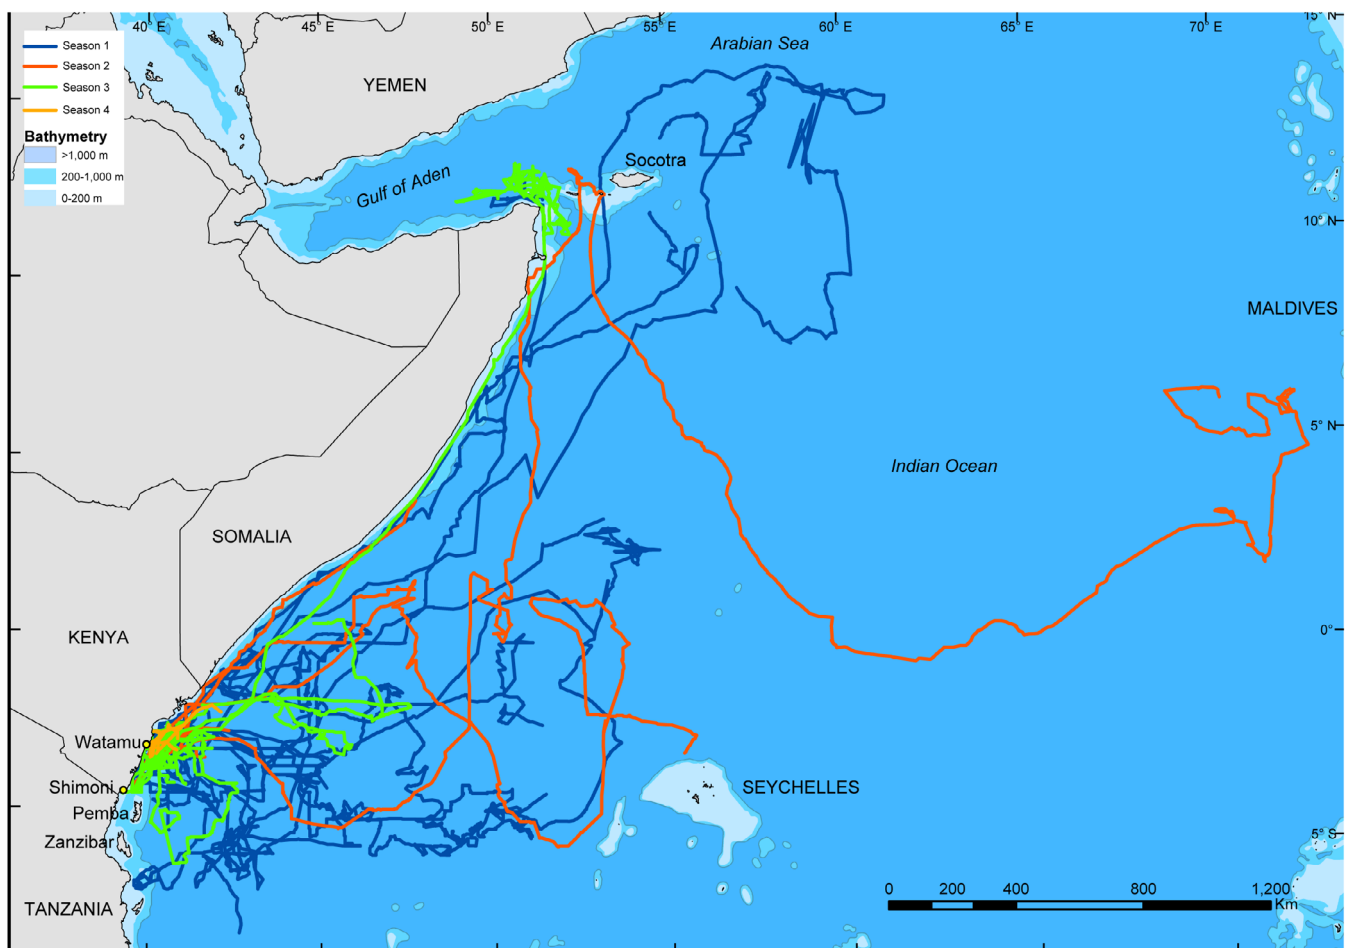 40° E 45° E 50° E 55° E 60° E 65° E 70° E 15° N
Season 1
Season 2
Season 3
Season 4
Bathymetry
>1,000 m
200-1,000 m
0-200 m
Arabian Sea
YEMEN
Socotra
Gulf of Aden
10° N
MALDIVES
5° N
Indian Ocean
SOMALIA
KENYA
0°
Watamu
Shimoni
SEYCHELLES
Pemba
Zanzibar
5° S
TANZANIA
0 200 400 800 1,200
Km